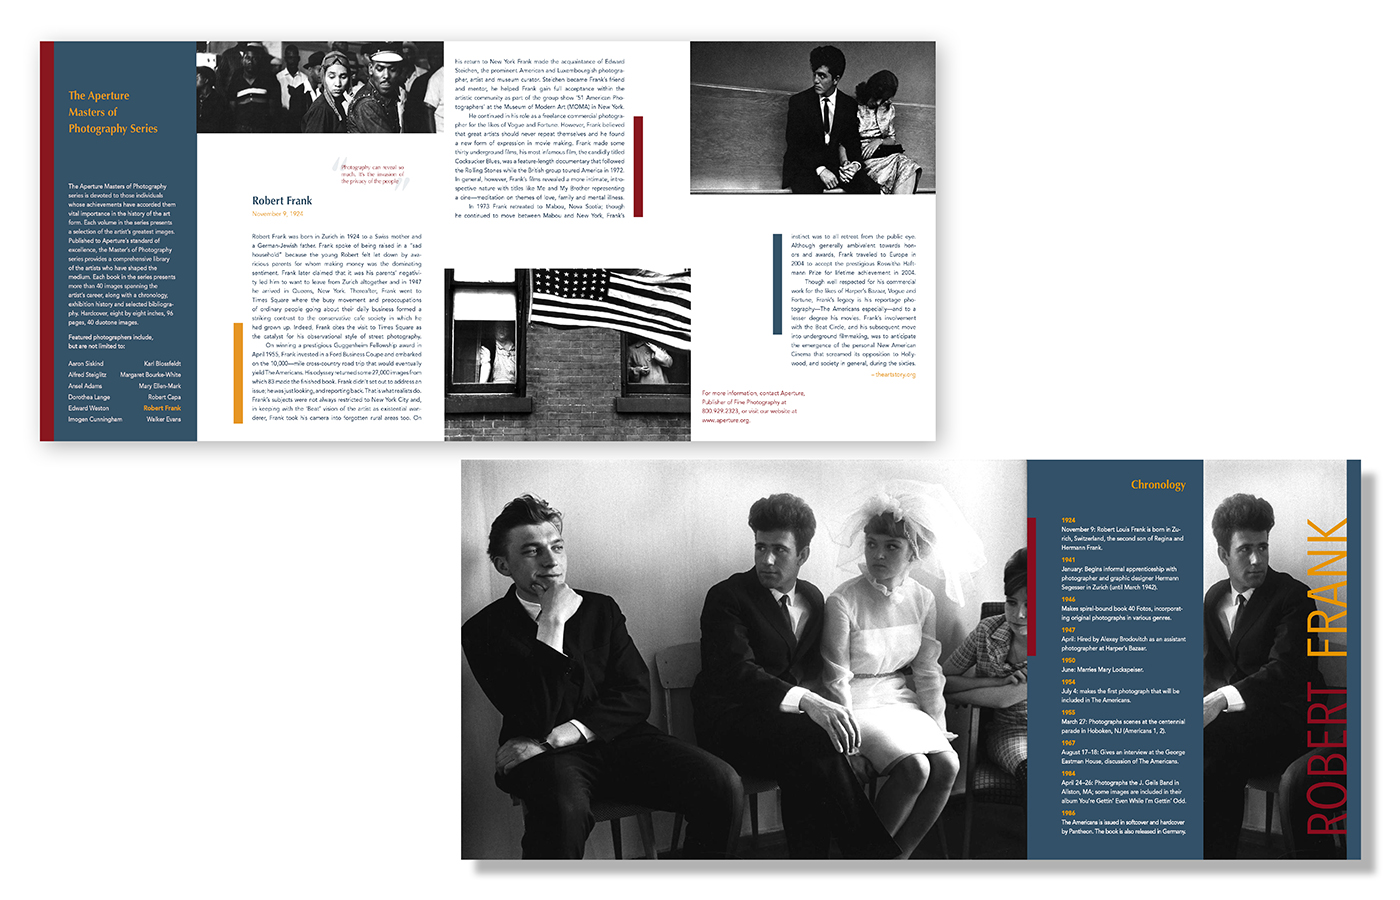 The Aperture
Masters of
Photography Series
The Aperture Masters of Photography
series is devoted to those individuals
whose achievements have accorded them
vital importance in the history of the art
form. Each volume in the series presents
a selection of the artist's greatest images.
Published to Aperture's standard of
excellence, the Master's of Photography
series provides a comprehensive library
of the artists who have shaped the
medium. Each book in the series presents
more than 40 images spanning the
artist's career, along with a chronology,
exhibition history and selected bibliogra-
phy. Hardcover, eight by eight inches, 96
pages, 40 duotone images.
Featured photographers include,
but are not limited to:
Aaron Siskind Karl Blossfeldt
Alfred Steiglitz Margaret Bourke-White
Ansel Adams Mary Ellen-Mark
Dorothea Lange Robert Capa
Edward Weston Robert Frank
Imogen Cunningham Walker Evans
"Photography can reveal so
much. It's the invasion of
the privacy of the people"
Robert Frank
November 9, 1924
Robert Frank was born in Zurich in 1924 to a Swiss mother and
a German-Jewish father. Frank spoke of being raised in a "sad
household" because the young Robert felt let down by ava-
ricious parents for whom making money was the dominating
sentiment. Frank later claimed that it was his parents' negativi-
ty led him to want to leave from Zurich altogether and in 1947
he arrived in Queens, New York. Thereafter, Frank went to
Times Square where the busy movement and preoccupations
of ordinary people going about their daily business formed a
striking contrast to the conservative cafe society in which he
had grown up. Indeed, Frank cites the visit to Times Square as
the catalyst for his observational style of street photography.
On winning a prestigious Guggenheim Fellowship award in
April 1955, Frank invested in a Ford Business Coupe and embarked
on the 10,000—mile cross-country road trip that would eventually
yield The Americans. His odyssey returned some 27,000 images from
which 83 made the finished book. Frank didn't set out to address an
issue; he was just looking, and reporting back. That is what realists do.
Frank's subjects were not always restricted to New York City and,
in keeping with the 'Beat' vision of the artist as existential wan-
derer, Frank took his camera into forgotten rural areas too. On
his return to New York Frank made the acquaintance of Edward
Steichen, the prominent American and Luxembourgish photogra-
pher, artist and museum curator. Steichen became Frank's friend
and mentor, he helped Frank gain full acceptance within the
artistic community as part of the group show '51 American Pho-
tographers' at the Museum of Modern Art (MOMA) in New York.
He continued in his role as a freelance commercial photogra-
pher for the likes of Vogue and Fortune. However, Frank believed
that great artists should never repeat themselves and he found
a new form of expression in movie making. Frank made some
thirty underground films, his most infamous film, the candidly titled
Cocksucker Blues, was a feature-length documentary that followed
the Rolling Stones while the British group toured America in 1972.
In general, however, Frank's films revealed a more intimate, intro-
spective nature with titles like Me and My Brother representing
a cine—meditation on themes of love, family and mental illness.
In 1973 Frank retreated to Mabou, Nova Scotia; though
he continued to move between Mabou and New York, Frank's
instinct was to all retreat from the public eye.
Although generally ambivalent towards hon-
ors and awards, Frank traveled to Europe in
2004 to accept the prestigious Roswitha Haft-
mann Prize for lifetime achievement in 2004.
Though well respected for his commercial
work for the likes of Harper's Bazaar, Vogue and
Fortune, Frank's legacy is his reportage pho-
tography—The Americans especially—and to a
lesser degree his movies. Frank's involvement
with the Beat Circle, and his subsequent move
into underground filmmaking, was to anticipate
the emergence of the personal New American
Cinema that screamed its opposition to Holly-
wood, and society in general, during the sixties.
~theartstory.org
For more information, contact Aperture,
Publisher of Fine Photography at
800.929.2323, or visit our website at
www.aperture.org.
Chronology
1924
November 9: Robert Louis Frank is born in Zu-
rich, Switzerland, the second son of Regina and
Hermann Frank.
1941
January: Begins informal apprenticeship with
photographer and graphic designer Hermann
Segesser in Zurich (until March 1942).
1946
Makes spiral-bound book 40 Fotos, incorporat-
ing original photographs in various genres.
1947
April: Hired by Alexey Brodovitch as an assistant
photographer at Harper's Bazaar.
1950
June: Marries Mary Lockspeiser.
1954
July 4: makes the first photograph that will be
included in The Americans.
1955
March 27: Photographs scenes at the centennial
parade in Hoboken, NJ (Americans 1, 2).
1967
August 17–18: Gives an interview at the George
Eastman House, discussion of The Americans.
1984
April 24–26: Photographs the J. Geils Band in
Allston, MA; some images are included in their
album You're Gettin' Even While I'm Gettin' Odd.
1986
The Americans is issued in softcover and hardcover
by Pantheon. The book is also released in Germany.
ROBERT FRANK